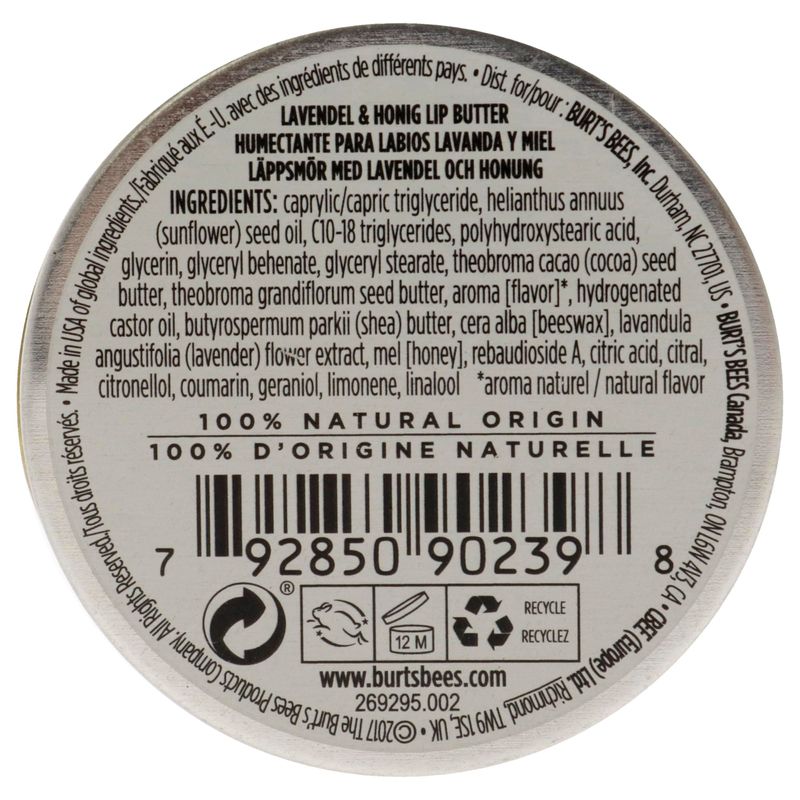 LAVENDEL & HONIG LIP BUTTER
HUMECTANTE PARA LABIOS LAVANDA Y MIEL
LÄPPSMÖR MED LAVENDEL OCH HONUNG
INGREDIENTS: caprylic/capric triglyceride, helianthus annuus
(sunflower) seed oil, C10-18 triglycerides, polyhydroxystearic acid,
glycerin, glyceryl behenate, glyceryl stearate, theobroma cacao (cocoa) seed
butter, theobroma grandiflorum seed butter, aroma [flavor]*, hydrogenated
castor oil, butyrospermum parkii (shea) butter, cera alba [beeswax], lavandula
angustifolia (lavender) flower extract, mel [honey], rebaudioside A, citric acid, citral,
citronellol, coumarin, geraniol, limonene, linalool *aroma naturel / natural flavor
100% NATURAL ORIGIN
100% D'ORIGINE NATURELLE
7 92850 90239 8
®
12 M
RECYCLE
RECYCLEZ
www.burtsbees.com
269295.002
• Dist. for/pour : BURT'S BEES, Inc. Durham, NC 27701, US • BURT'S BEES Canada, Brampton, ON L6W 4V3, CA • CBEE (Europe) Ltd. Richmond, TW9 1SE, UK • ©2017 The Burt's Bees Products Company. All Rights Reserved./Tous droits réservés. • Made in USA of global ingredients./Fabriqué aux É.-U. avec des ingrédients de différents pays.